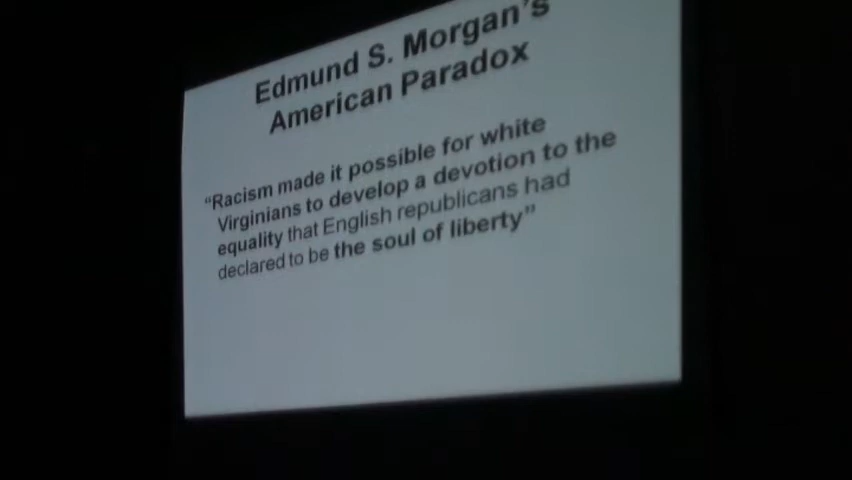 Edmund S. Morgan's
American Paradox
“Racism made it possible for white
Virginians to develop a devotion to the
equality that English republicans had
declared to be the soul of liberty”